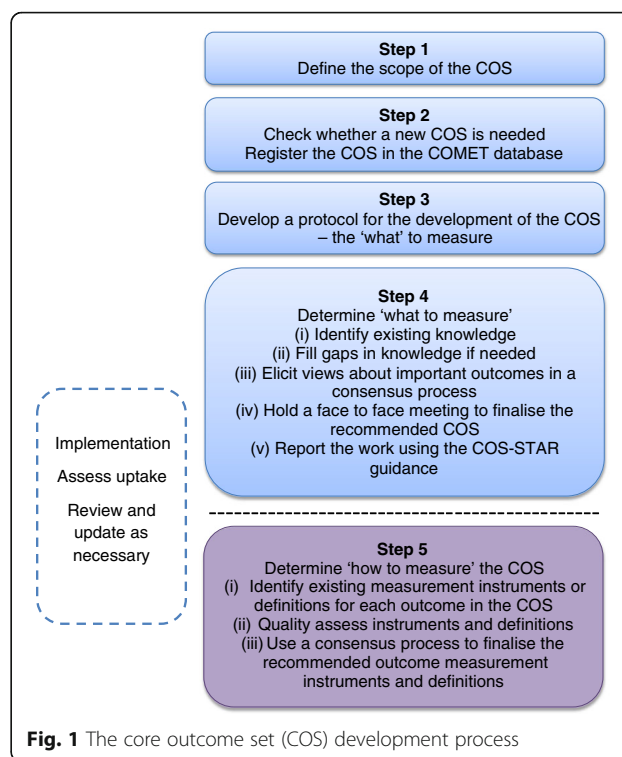 Step 1
Define the scope of the COS
Step 2
Check whether a new COS is needed
Register the COS in the COMET database
Step 3
Develop a protocol for the development of the COS
– the ‘what’ to measure
Step 4
Determine ‘what to measure’
(i) Identify existing knowledge
(ii) Fill gaps in knowledge if needed
(iii) Elicit views about important outcomes in a
consensus process
(iv) Hold a face to face meeting to finalise the
recommended COS
(v) Report the work using the COS-STAR
guidance
Implementation
Assess uptake
Review and
update as
necessary
Step 5
Determine ‘how to measure’ the COS
(i) Identify existing measurement instruments or
definitions for each outcome in the COS
(ii) Quality assess instruments and definitions
(iii) Use a consensus process to finalise the
recommended outcome measurement
instruments and definitions
Fig. 1 The core outcome set (COS) development process